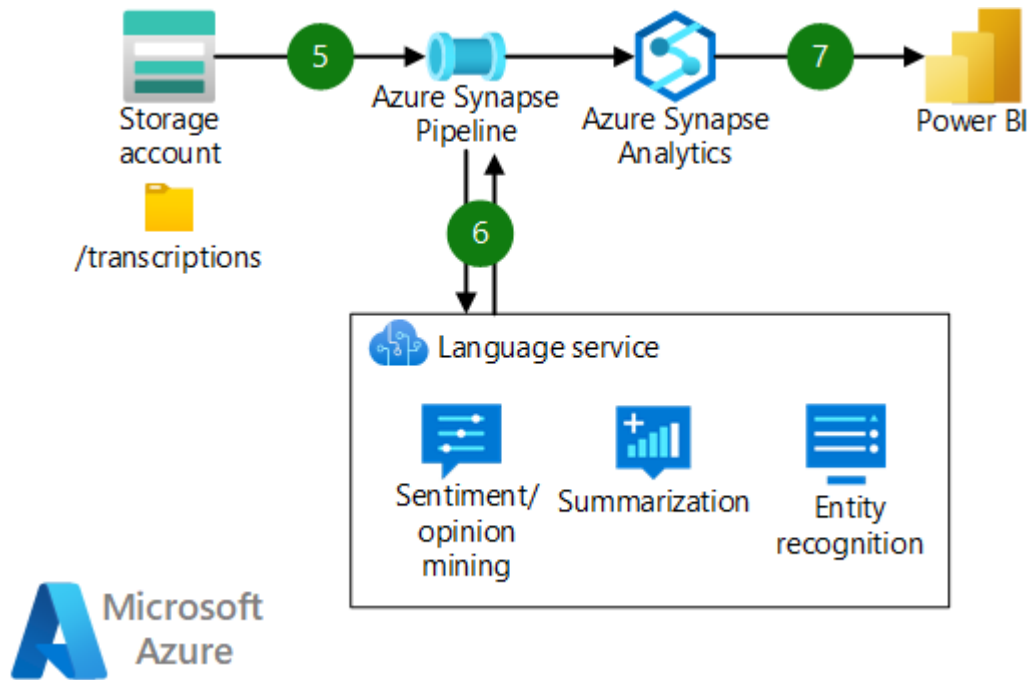 5
7
Storage
account
Azure Synapse
Pipeline
Azure Synapse
Analytics
Power BI
/transcriptions
6
Language service
Sentiment/
opinion
mining
Summarization
Entity
recognition
Microsoft
Azure